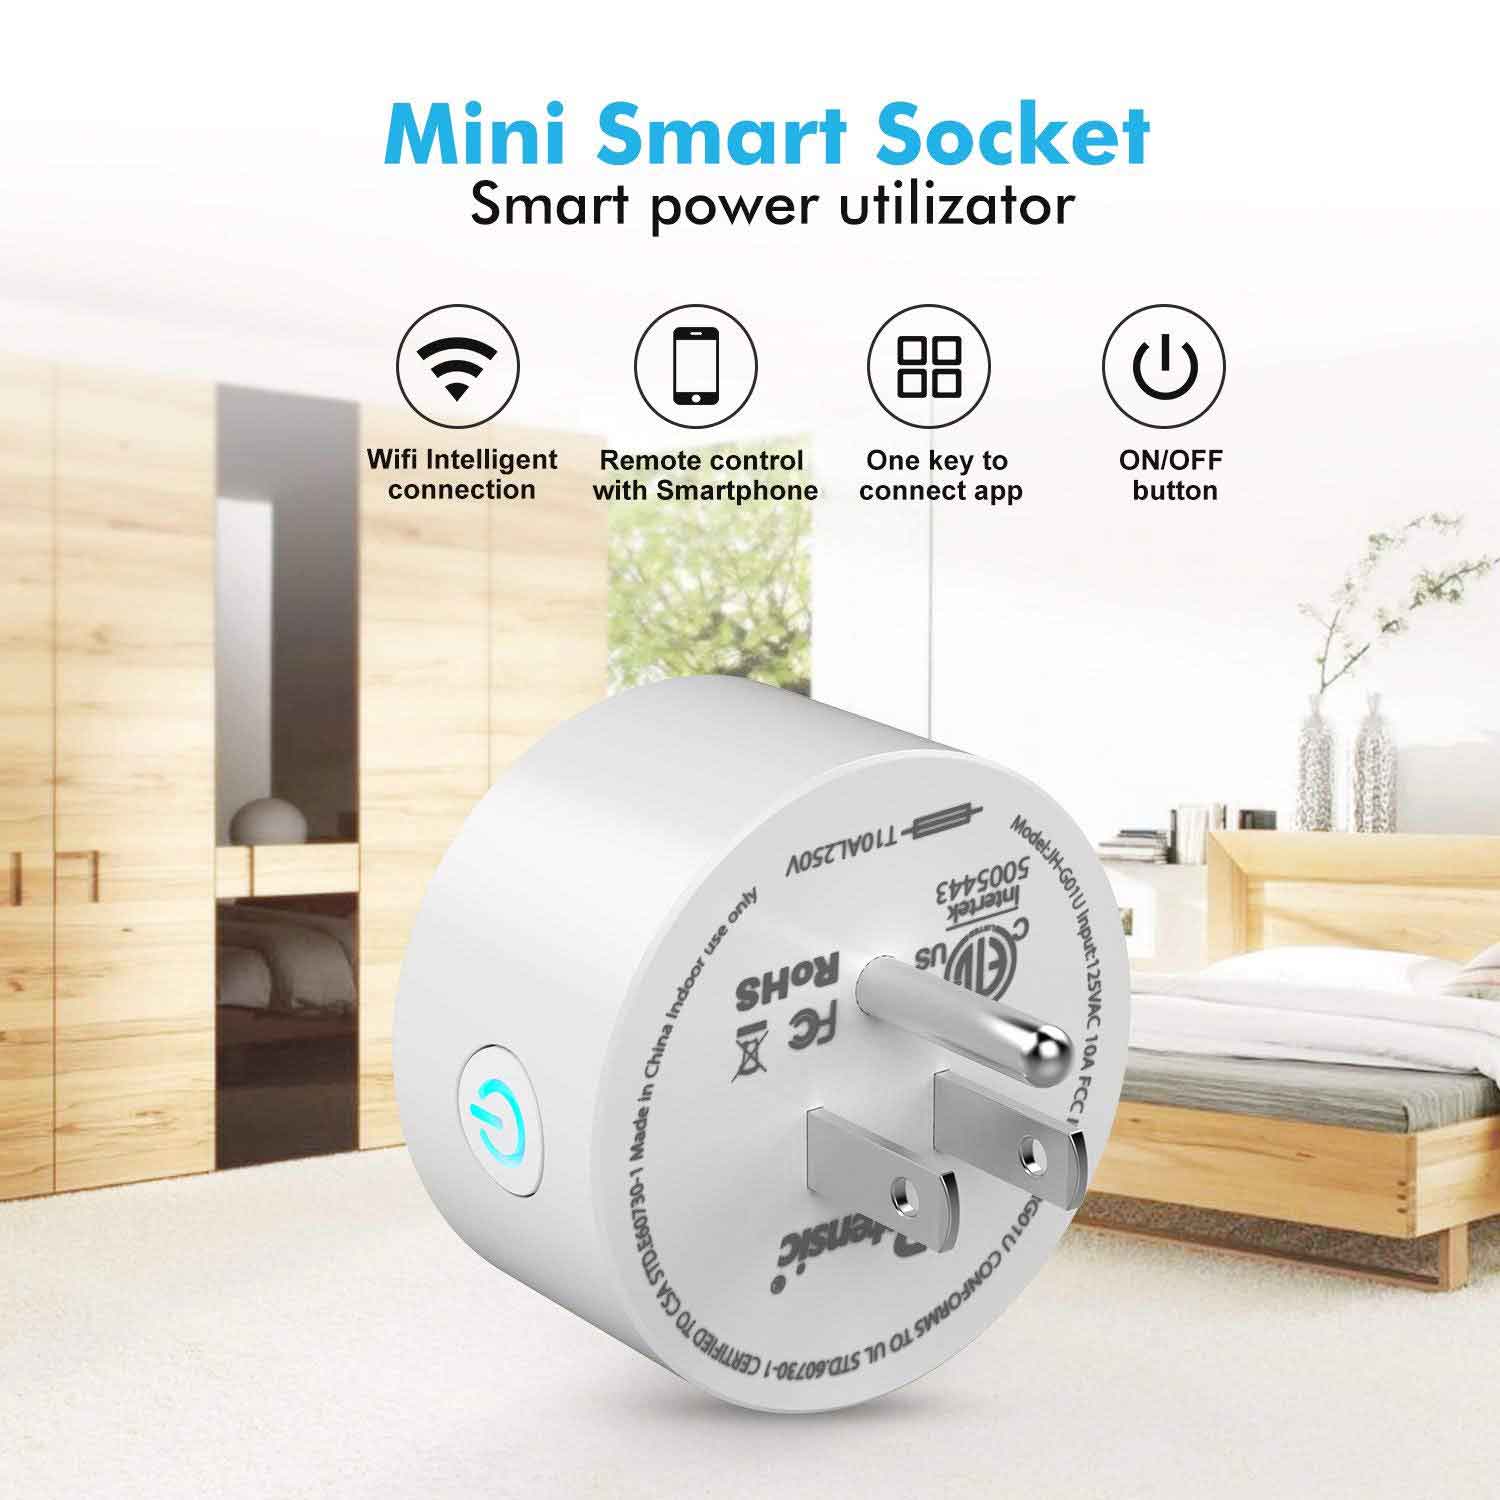 Mini Smart Socket
Smart power utilizator
Wifi Intelligent
connection
Remote control
with Smartphone
One key to
connect app
ON/OFF
button
T10AL250V
Model:JH-G01U Input:125VAC 10A FCC
G01U CONFORMS TO UL STD.60730-1 CERTIFIED TO CSA STD.E60730-1 Made in China Indoor use only
5005443
Intertek
C
US
RoHS
FC
tensic®